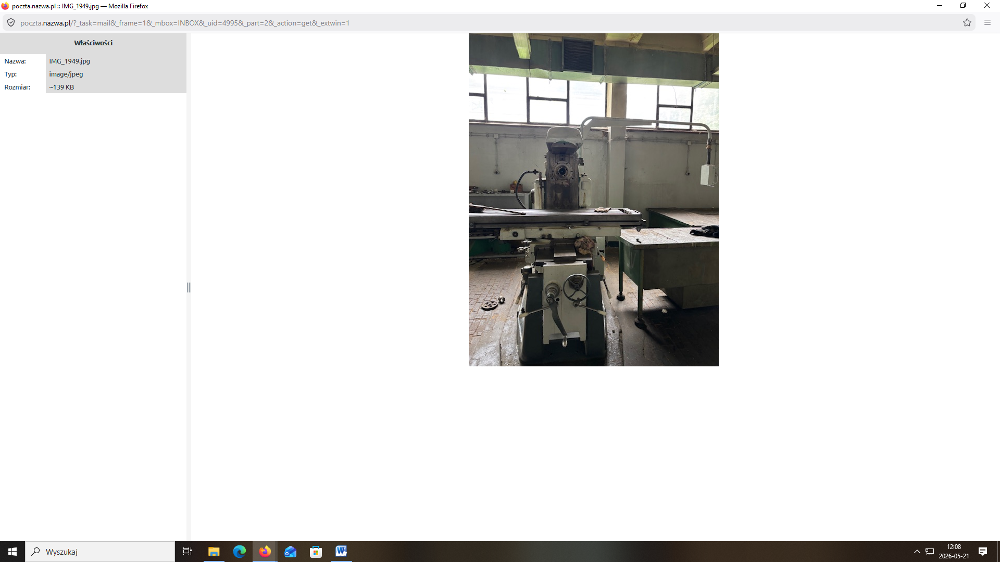 poczta.nazwa.pl :: IMG_1949.jpg — Mozilla Firefox
poczta.nazwa.pl/?_task=mail&_frame=1&_mbox=INBOX&_uid=4995&_part=2&_action=get&_extwin=1
Właściwości
Nazwa: IMG_1949.jpg
Typ: image/jpeg
Rozmiar: ~139 KB
Wyszukaj
12:08
2026-05-21